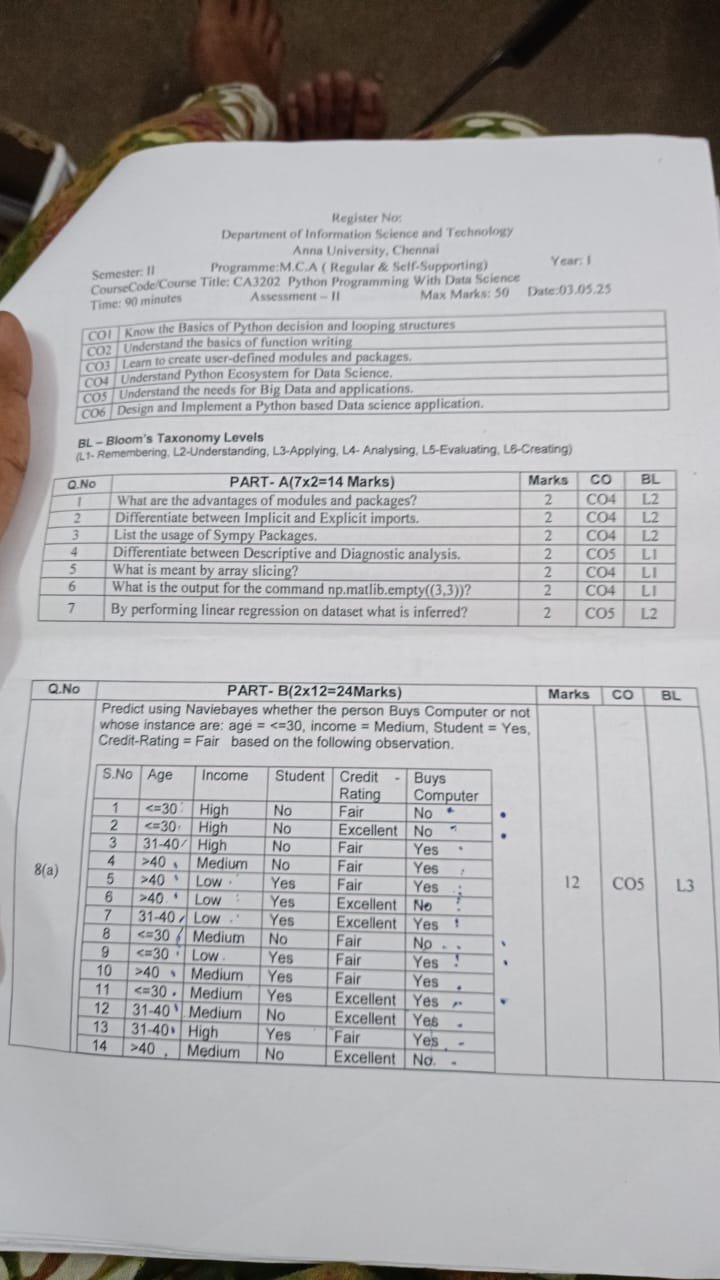 Register No:
Department of Information Science and Technology
Anna University, Chennai
Semester: II Programme:M.C.A ( Regular & Self-Supporting) Year: I
CourseCode/Course Title: CA3202 Python Programming With Data Science
Time: 90 minutes Assessment – II Max Marks: 50 Date:03.05.25
CO1 Know the Basics of Python decision and looping structures
CO2 Understand the basics of function writing
CO3 Learn to create user-defined modules and packages.
CO4 Understand Python Ecosystem for Data Science.
CO5 Understand the needs for Big Data and applications.
CO6 Design and Implement a Python based Data science application.
BL – Bloom's Taxonomy Levels
(L1- Remembering, L2-Understanding, L3-Applying, L4- Analysing, L5-Evaluating, L6-Creating)
Q.No PART- A(7x2=14 Marks) Marks CO BL
1 What are the advantages of modules and packages? 2 CO4 L2
2 Differentiate between Implicit and Explicit imports. 2 CO4 L2
3 List the usage of Sympy Packages. 2 CO4 L2
4 Differentiate between Descriptive and Diagnostic analysis. 2 CO5 L1
5 What is meant by array slicing? 2 CO4 L1
6 What is the output for the command np.matlib.empty((3,3))? 2 CO4 L1
7 By performing linear regression on dataset what is inferred? 2 CO5 L2
Q.No PART- B(2x12=24Marks) Marks CO BL
Predict using Naviebayes whether the person Buys Computer or not
whose instance are: age = <=30, income = Medium, Student = Yes,
Credit-Rating = Fair based on the following observation.
S.No Age Income Student Credit - Buys
Rating Computer
1 <=30 High No Fair No
2 <=30 High No Excellent No
3 31-40 High No Fair Yes
4 >40 Medium No Fair Yes
8(a) 12 CO5 L3
5 >40 Low Yes Fair Yes
6 >40 Low Yes Excellent No
7 31-40 Low Yes Excellent Yes
8 <=30 Medium No Fair No
9 <=30 Low Yes Fair Yes
10 >40 Medium Yes Fair Yes
11 <=30 Medium Yes Excellent Yes
12 31-40 Medium No Excellent Yes
13 31-40 High Yes Fair Yes
14 >40 Medium No Excellent No.